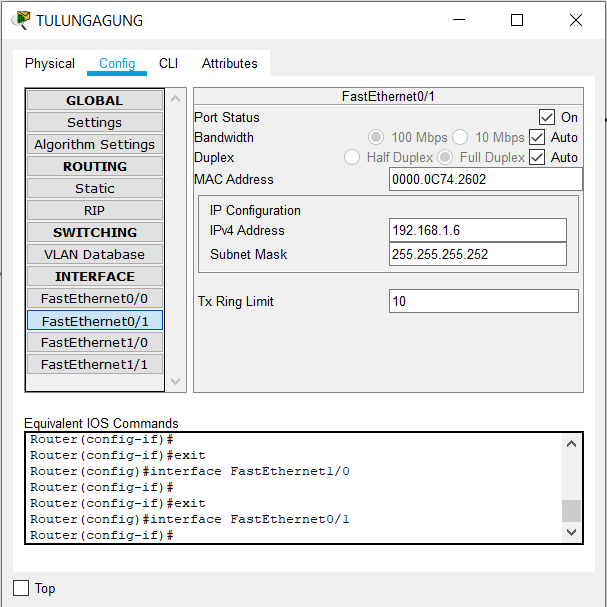 TULUNGAGUNG
Physical Config CLI Attributes
GLOBAL
Settings
Algorithm Settings
ROUTING
Static
RIP
SWITCHING
VLAN Database
INTERFACE
FastEthernet0/0
FastEthernet0/1
FastEthernet1/0
FastEthernet1/1
FastEthernet0/1
Port Status On
Bandwidth 100 Mbps 10 Mbps Auto
Duplex Half Duplex Full Duplex Auto
MAC Address 0000.0C74.2602
IP Configuration
IPv4 Address 192.168.1.6
Subnet Mask 255.255.255.252
Tx Ring Limit 10
Equivalent IOS Commands
Router(config-if)#
Router(config-if)#exit
Router(config)#interface FastEthernet1/0
Router(config-if)#
Router(config-if)#exit
Router(config)#interface FastEthernet0/1
Router(config-if)#
Top